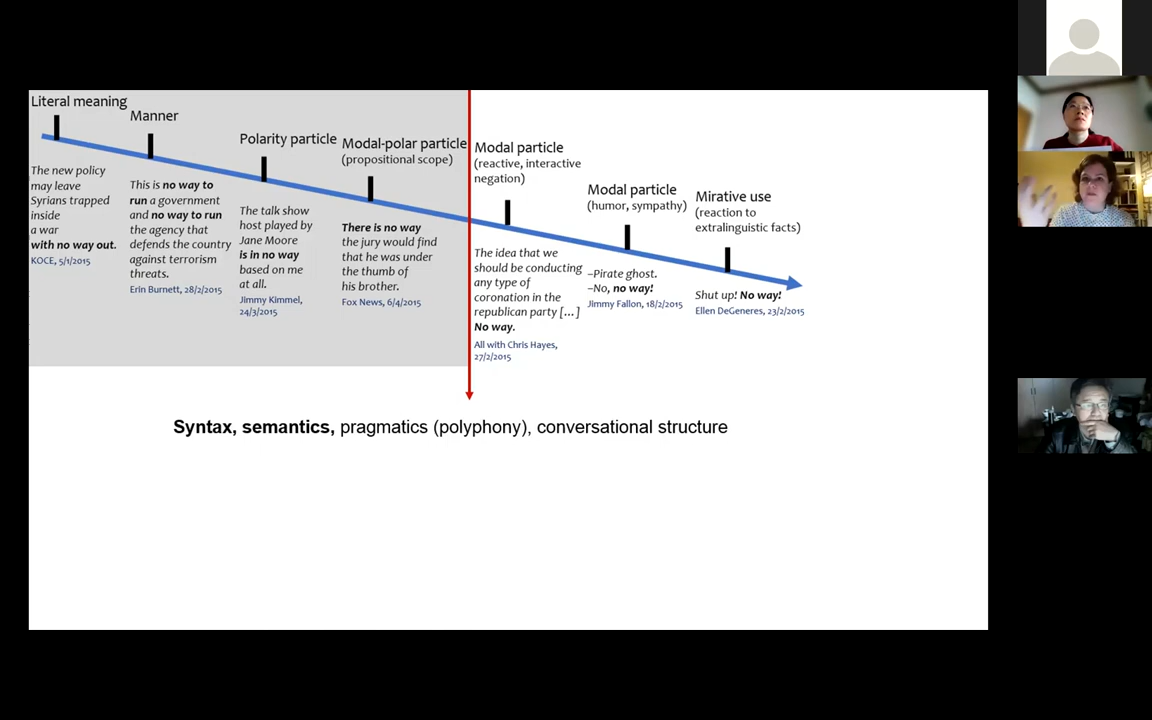 Literal meaning
The new policy
may leave
Syrians trapped
inside
a war
with no way out.
KOCE, 5/1/2015
Manner
This is no way to
run a government
and no way to run
the agency that
defends the country
against terrorism
threats.
Erin Burnett, 28/2/2015
Polarity particle
The talk show
host played by
Jane Moore
is in no way
based on me
at all.
Jimmy Kimmel,
24/3/2015
Modal-polar particle
(propositional scope)
There is no way
the jury would find
that he was under
the thumb of
his brother.
Fox News, 6/4/2015
Modal particle
(reactive, interactive
negation)
The idea that we
should be conducting
any type of
coronation in the
republican party [...]
No way.
All with Chris Hayes,
27/2/2015
Modal particle
(humor, sympathy)
–Pirate ghost.
–No, no way!
Jimmy Fallon, 18/2/2015
Mirative use
(reaction to
extralinguistic facts)
Shut up! No way!
Ellen DeGeneres, 23/2/2015
Syntax, semantics, pragmatics (polyphony), conversational structure